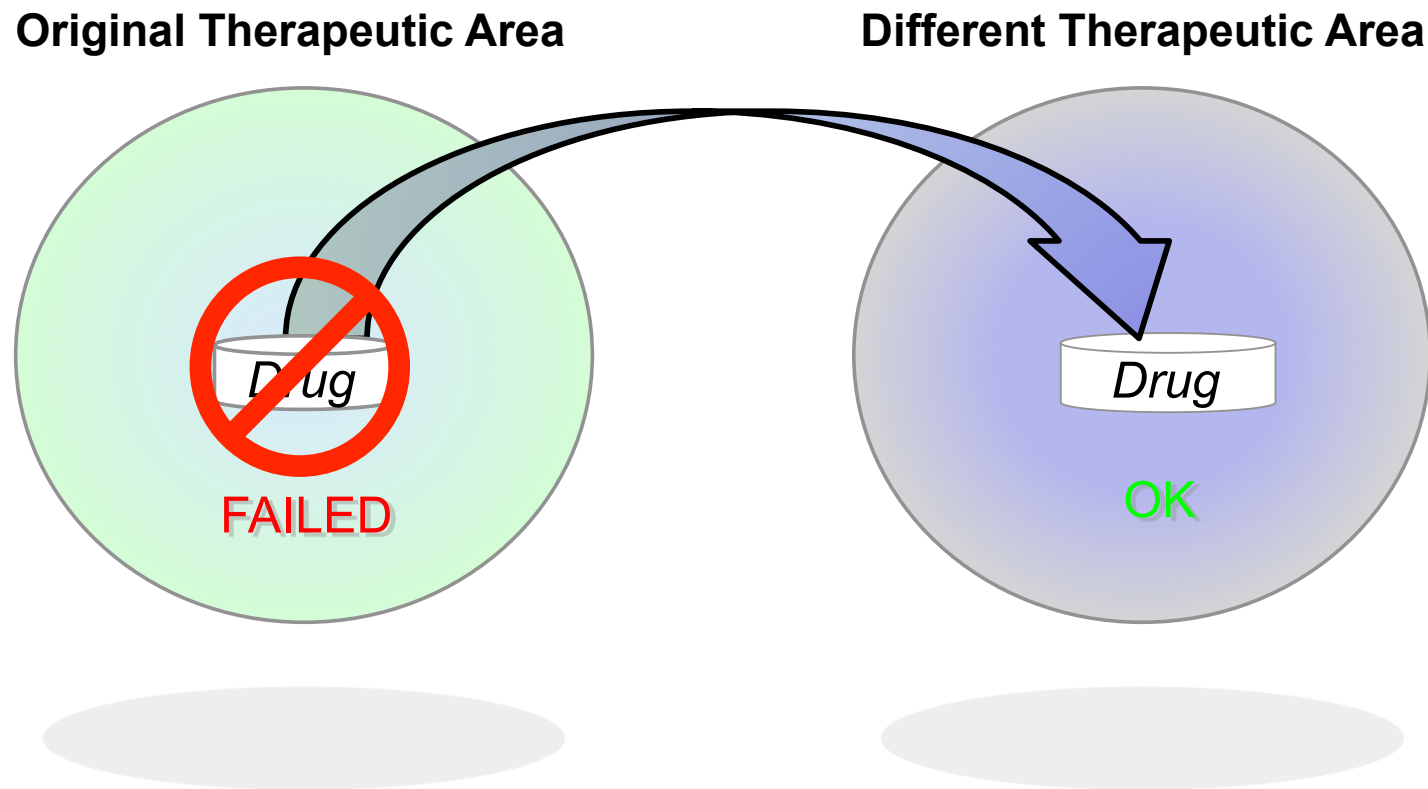 Original Therapeutic Area
Different Therapeutic Area
Drug
FAILED
Drug
OK